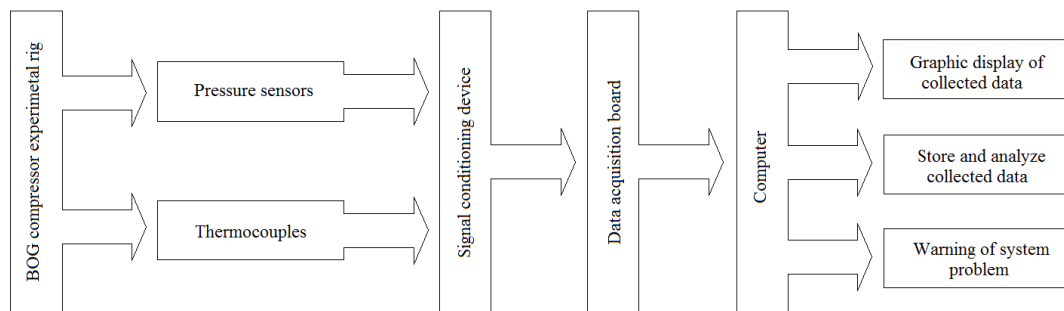 BOG compressor experimetal rig
Pressure sensors
Thermocouples
Signal conditioning device
Data acquisition board
Computer
Graphic display of
collected data
Store and analyze
collected data
Warning of system
problem